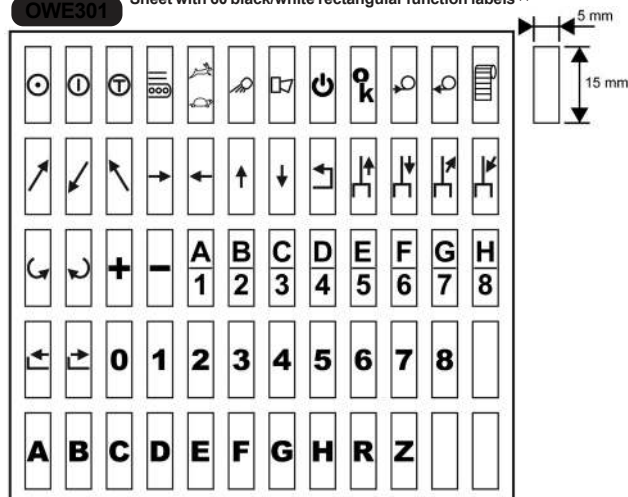 OWE301
Sheet with 60 black/white rectangular function labels
5 mm
15 mm
T
o
k
A B C D E F G H
1 2 3 4 5 6 7 8
0 1 2 3 4 5 6 7 8
A B C D E F G H R Z